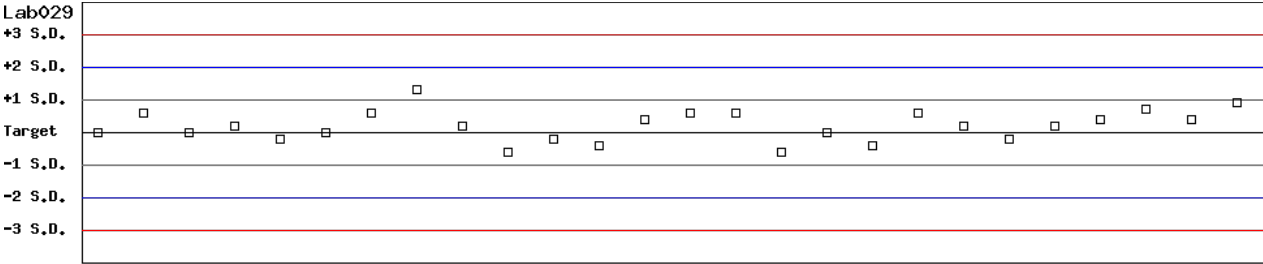 Lab029
+3 S.D.
+2 S.D.
+1 S.D.
Target
-1 S.D.
-2 S.D.
-3 S.D.